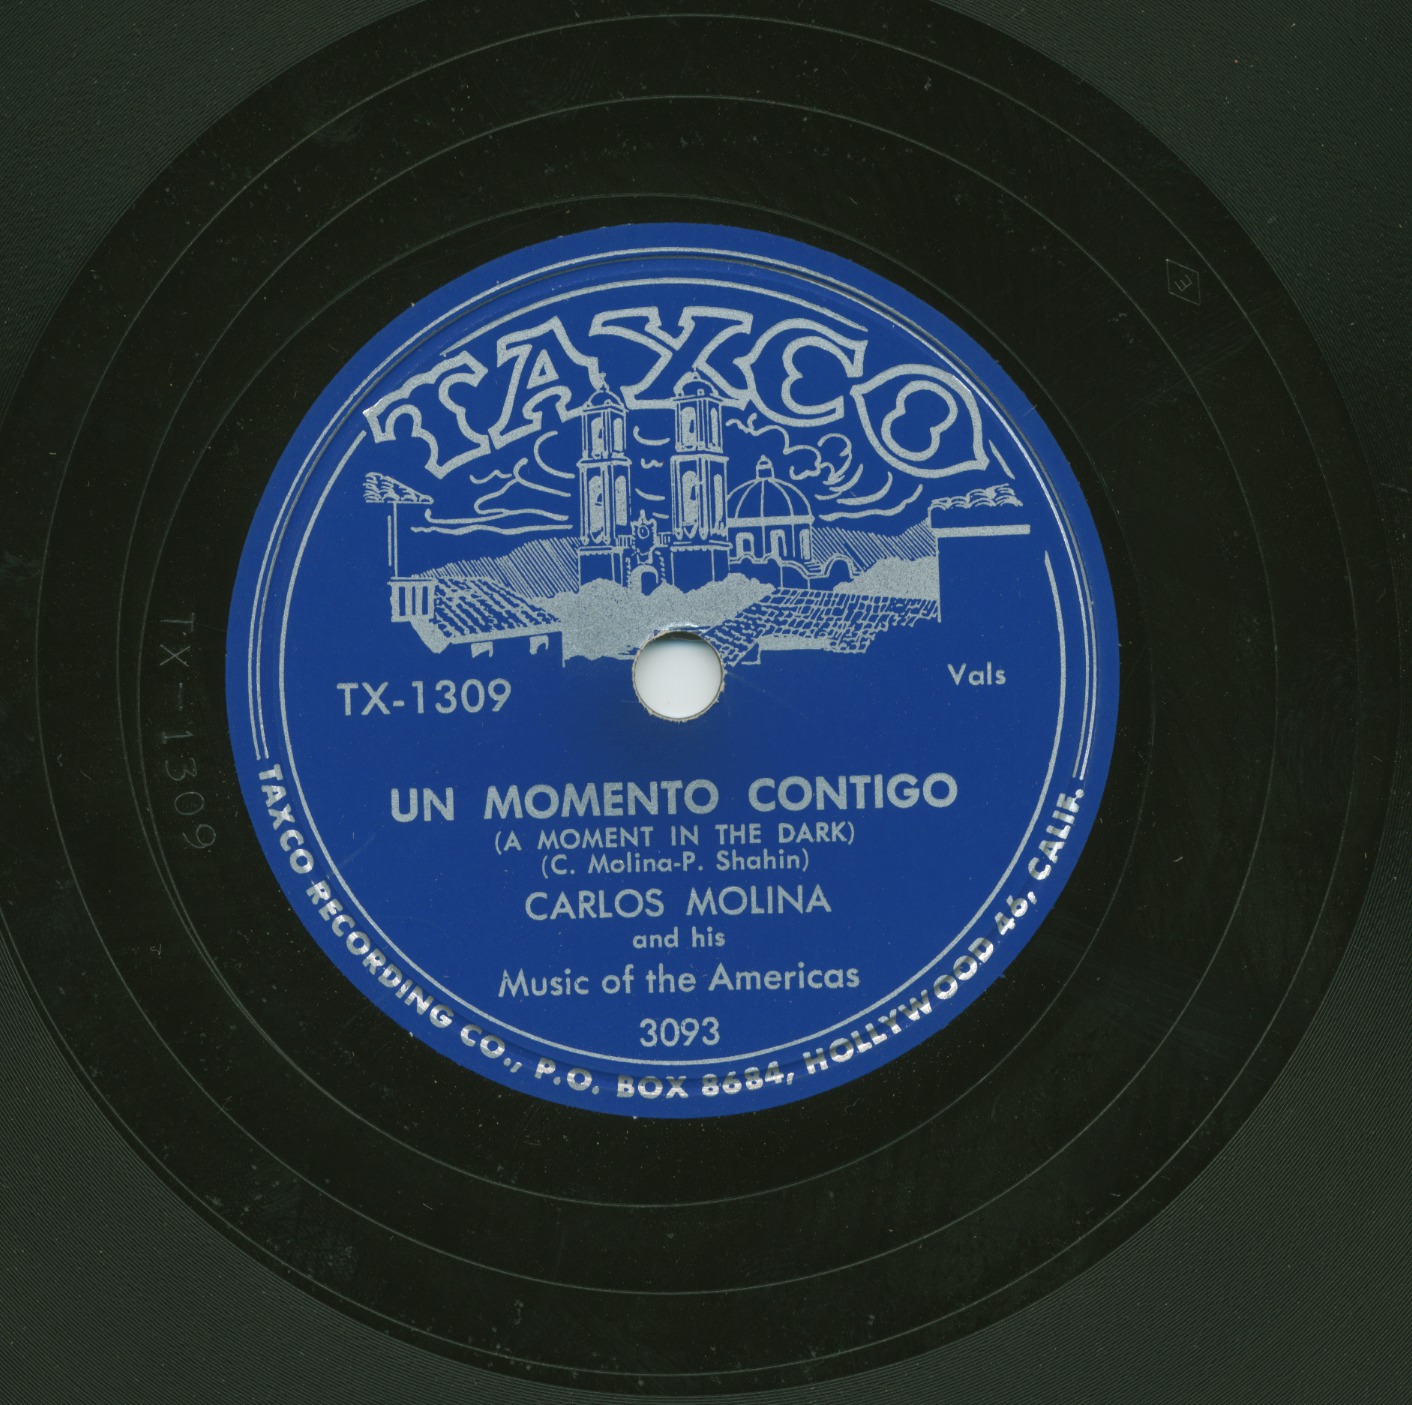 TAXCO
TX-1309
Vals
UN MOMENTO CONTIGO
(A MOMENT IN THE DARK)
(C. Molina-P. Shahin)
CARLOS MOLINA
and his
Music of the Americas
3093
TAXCO RECORDING CO., P.O. BOX 8684, HOLLYWOOD 46, CALIF.
TX-1309
E